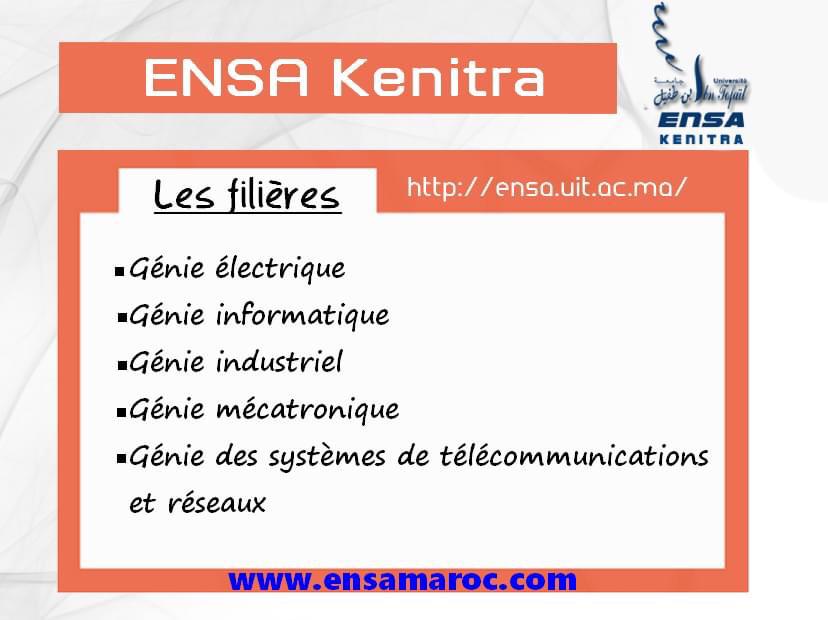 ENSA Kenitra
جامعة
Université
ابن طفيل
Ibn Tofaïl
ENSA
KENITRA
Les filières
http://ensa.uit.ac.ma/
▪Génie électrique
▪Génie informatique
▪Génie industriel
▪Génie mécatronique
▪Génie des systèmes de télécommunications
et réseaux
www.ensamaroc.com